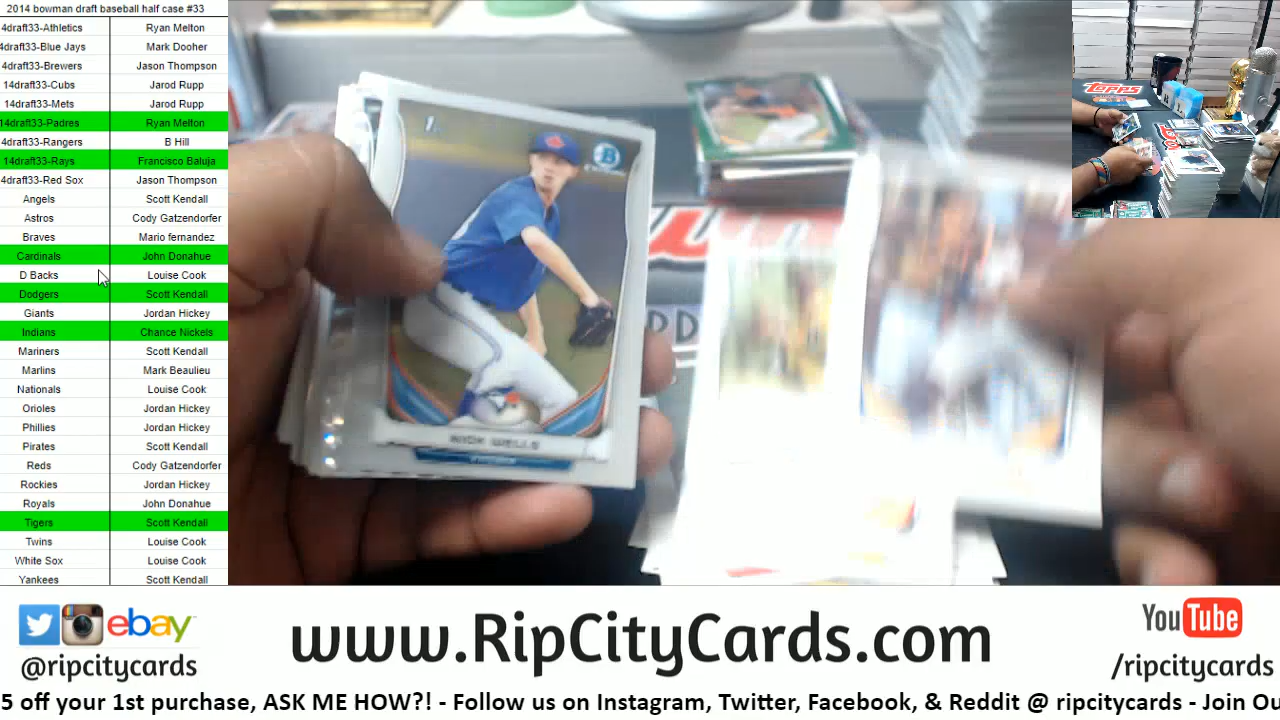 2014 bowman draft baseball half case #33
4draft33-Athletics Ryan Melton
4draft33-Blue Jays Mark Dooher
4draft33-Brewers Jason Thompson
14draft33-Cubs Jarod Rupp
14draft33-Mets Jarod Rupp
14draft33-Padres Ryan Melton
4draft33-Rangers B Hill
14draft33-Rays Francisco Baluja
4draft33-Red Sox Jason Thompson
Angels Scott Kendall
Astros Cody Gatzendorfer
Braves Mario fernandez
Cardinals John Donahue
D Backs Louise Cook
Dodgers Scott Kendall
Giants Jordan Hickey
Indians Chance Nickels
Mariners Scott Kendall
Marlins Mark Beaulieu
Nationals Louise Cook
Orioles Jordan Hickey
Phillies Jordan Hickey
Pirates Scott Kendall
Reds Cody Gatzendorfer
Rockies Jordan Hickey
Royals John Donahue
Tigers Scott Kendall
Twins Louise Cook
White Sox Louise Cook
Yankees Scott Kendall
1st
B
NICK WELLS
Topps
ebay
@ripcitycards
www.RipCityCards.com
YouTube
/ripcitycards
5 off your 1st purchase, ASK ME HOW?! - Follow us on Instagram, Twitter, Facebook, & Reddit @ ripcitycards - Join Ou